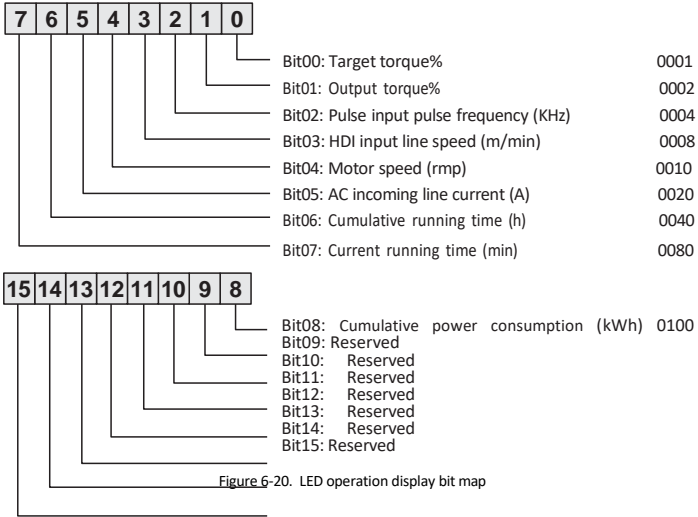 7 6 5 4 3 2 1 0
Bit00: Target torque% 0001
Bit01: Output torque% 0002
Bit02: Pulse input pulse frequency (KHz) 0004
Bit03: HDI input line speed (m/min) 0008
Bit04: Motor speed (rmp) 0010
Bit05: AC incoming line current (A) 0020
Bit06: Cumulative running time (h) 0040
Bit07: Current running time (min) 0080
15 14 13 12 11 10 9 8
Bit08: Cumulative power consumption (kWh) 0100
Bit09: Reserved
Bit10: Reserved
Bit11: Reserved
Bit12: Reserved
Bit13: Reserved
Bit14: Reserved
Bit15: Reserved
Figure 6-20. LED operation display bit map